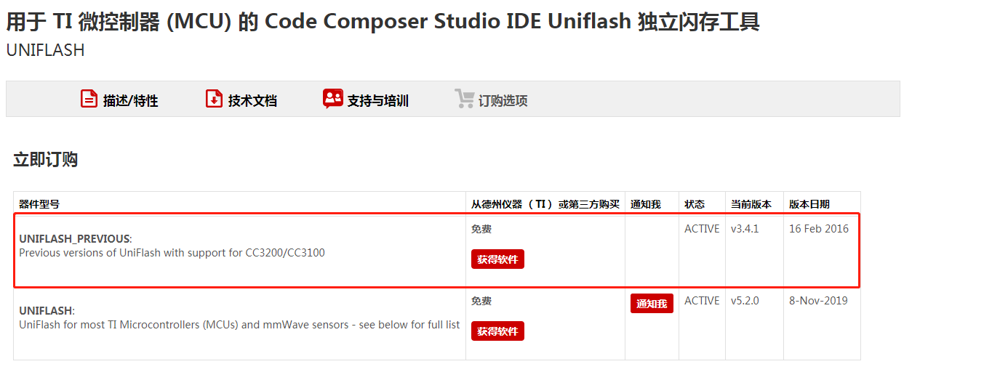 用于 TI 微控制器 (MCU) 的 Code Composer Studio IDE Uniflash 独立闪存工具
UNIFLASH
描述/特性 技术文档 支持与培训 订购选项
立即订购
器件型号 从德州仪器（TI）或第三方购买 通知我 状态 当前版本 版本日期
免费 ACTIVE v3.4.1 16 Feb 2016
UNIFLASH_PREVIOUS:
Previous versions of UniFlash with support for CC3200/CC3100
获得软件
免费 通知我 ACTIVE v5.2.0 8-Nov-2019
UNIFLASH:
UniFlash for most TI Microcontrollers (MCUs) and mmWave sensors - see below for full list
获得软件